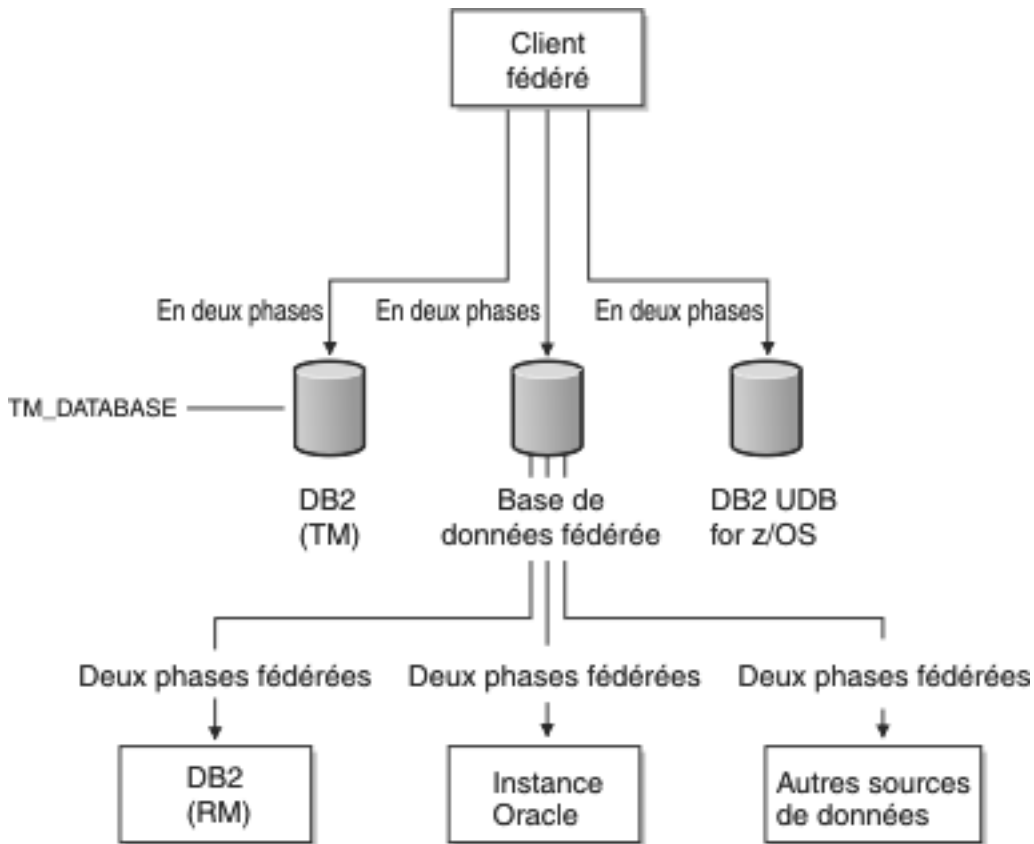 Client
fédéré
En deux phases
En deux phases
En deux phases
TM_DATABASE
DB2
(TM)
Base de
données fédérée
DB2 UDB
for z/OS
Deux phases fédérées
Deux phases fédérées
Deux phases fédérées
DB2
(RM)
Instance
Oracle
Autres sources
de données